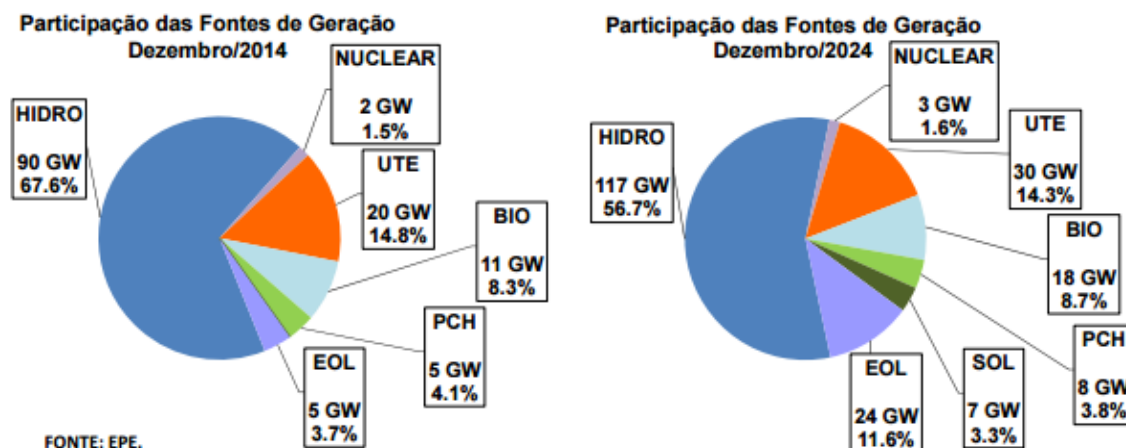 Participação das Fontes de Geração
Dezembro/2014
NUCLEAR
2 GW
1.5%
HIDRO
90 GW
67.6%
UTE
20 GW
14.8%
BIO
11 GW
8.3%
PCH
5 GW
4.1%
EOL
5 GW
3.7%
FONTE: EPE.
Participação das Fontes de Geração
Dezembro/2024
NUCLEAR
3 GW
1.6%
HIDRO
117 GW
56.7%
UTE
30 GW
14.3%
BIO
18 GW
8.7%
PCH
8 GW
3.8%
SOL
7 GW
3.3%
EOL
24 GW
11.6%